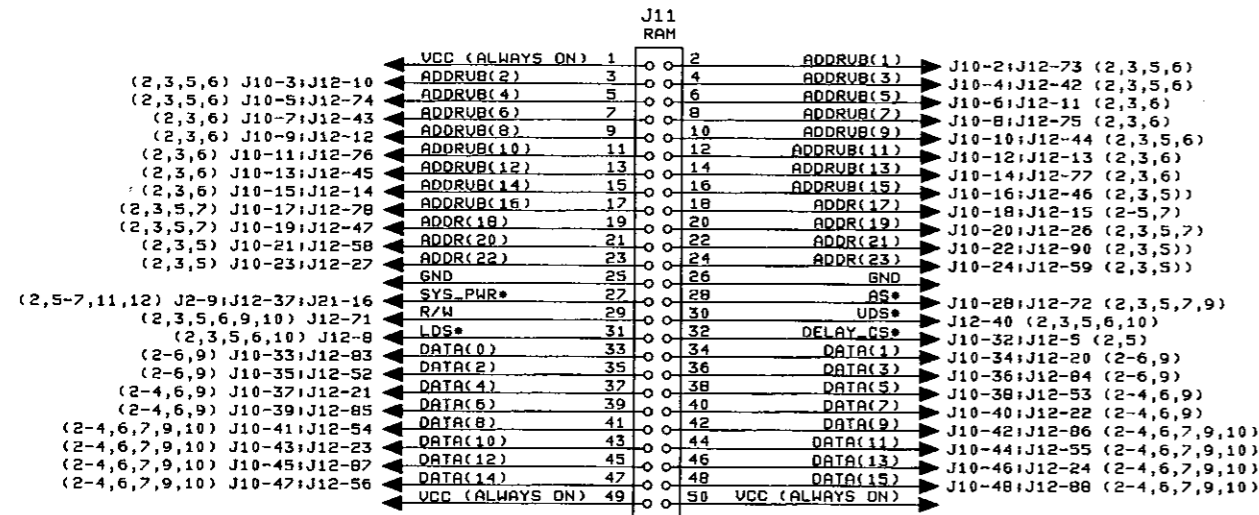 J11
RAM
VCC (ALWAYS ON) 1 2 ADDRUB(1) J10-2;J12-73 (2,3,5,6)
(2,3,5,6) J10-3;J12-10 ADDRUB(2) 3 4 ADDRUB(3) J10-4;J12-42 (2,3,5,6)
(2,3,5,6) J10-5;J12-74 ADDRUB(4) 5 6 ADDRUB(5) J10-6;J12-11 (2,3,6)
(2,3,6) J10-7;J12-43 ADDRUB(6) 7 8 ADDRUB(7) J10-8;J12-75 (2,3,6)
(2,3,6) J10-9;J12-12 ADDRUB(8) 9 10 ADDRUB(9) J10-10;J12-44 (2,3,5,6)
(2,3,6) J10-11;J12-76 ADDRUB(10) 11 12 ADDRUB(11) J10-12;J12-13 (2,3,6)
(2,3,6) J10-13;J12-45 ADDRUB(12) 13 14 ADDRUB(13) J10-14;J12-77 (2,3,6)
(2,3,6) J10-15;J12-14 ADDRUB(14) 15 16 ADDRUB(15) J10-16;J12-46 (2,3,5))
(2,3,5,7) J10-17;J12-78 ADDRUB(16) 17 18 ADDR(17) J10-18;J12-15 (2-5,7)
(2,3,5,7) J10-19;J12-47 ADDR(18) 19 20 ADDR(19) J10-20;J12-26 (2,3,5,7)
(2,3,5) J10-21;J12-58 ADDR(20) 21 22 ADDR(21) J10-22;J12-90 (2,3,5))
(2,3,5) J10-23;J12-27 ADDR(22) 23 24 ADDR(23) J10-24;J12-59 (2,3,5))
GND 25 26 GND
(2,5-7,11,12) J2-9;J12-37;J21-16 SYS_PWR* 27 28 AS* J10-28;J12-72 (2,3,5,7,9)
(2,3,5,6,9,10) J12-71 R/W 29 30 UDS* J12-40 (2,3,5,6,10)
(2,3,5,6,10) J12-8 LDS* 31 32 DELAY_CS* J10-32;J12-5 (2,5)
(2-6,9) J10-33;J12-83 DATA(0) 33 34 DATA(1) J10-34;J12-20 (2-6,9)
(2-6,9) J10-35;J12-52 DATA(2) 35 36 DATA(3) J10-36;J12-84 (2-6,9)
(2-4,6,9) J10-37;J12-21 DATA(4) 37 38 DATA(5) J10-38;J12-53 (2-4,6,9)
(2-4,6,9) J10-39;J12-85 DATA(6) 39 40 DATA(7) J10-40;J12-22 (2-4,6,9)
(2-4,6,7,9,10) J10-41;J12-54 DATA(8) 41 42 DATA(9) J10-42;J12-86 (2-4,6,7,9,10)
(2-4,6,7,9,10) J10-43;J12-23 DATA(10) 43 44 DATA(11) J10-44;J12-55 (2-4,6,7,9,10)
(2-4,6,7,9,10) J10-45;J12-87 DATA(12) 45 46 DATA(13) J10-46;J12-24 (2-4,6,7,9,10)
(2-4,6,7,9,10) J10-47;J12-56 DATA(14) 47 48 DATA(15) J10-48;J12-88 (2-4,6,7,9,10)
VCC (ALWAYS ON) 49 50 VCC (ALWAYS ON)